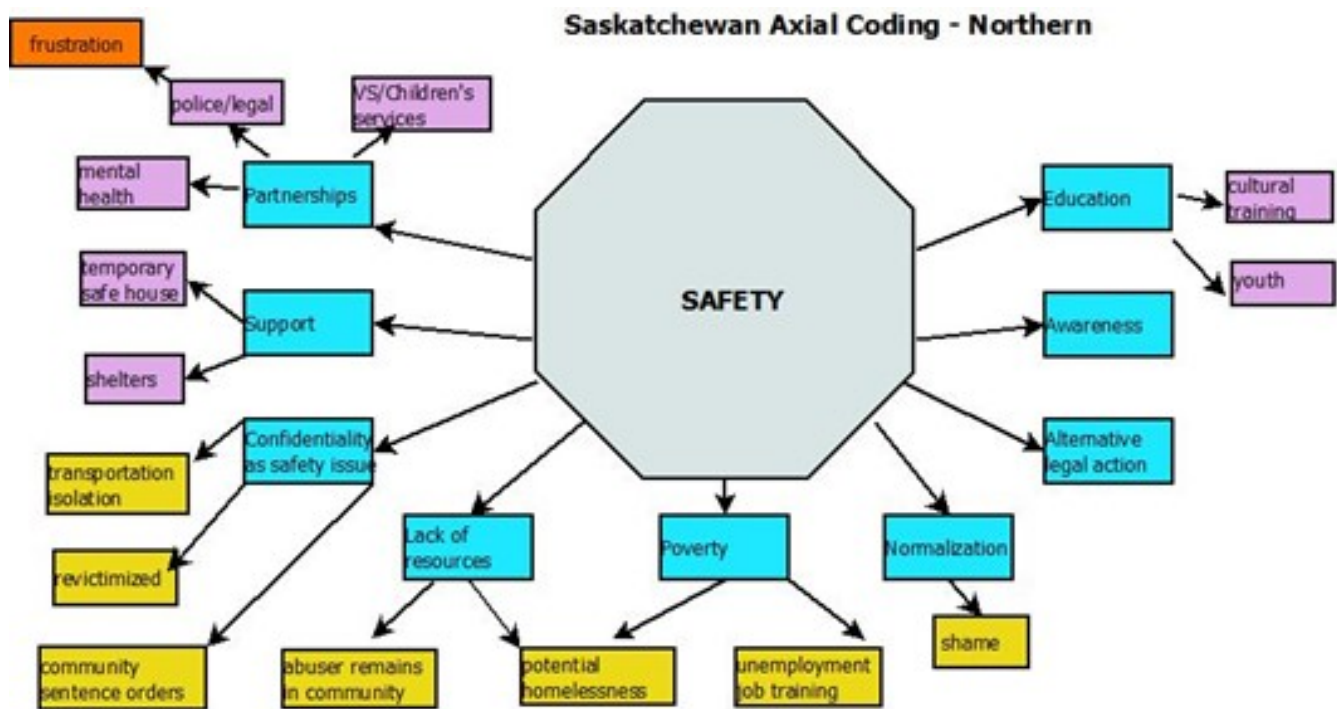 Saskatchewan Axial Coding - Northern
frustration
police/legal
VS/Children's
services
mental
health
Partnerships
Education
cultural
training
temporary
safe house
youth
Support
SAFETY
Awareness
shelters
Confidentiality
as safety issue
Alternative
legal action
transportation
isolation
Lack of
resources
Poverty
Normalization
revictimized
shame
community
sentence orders
abuser remains
in community
potential
homelessness
unemployment
job training